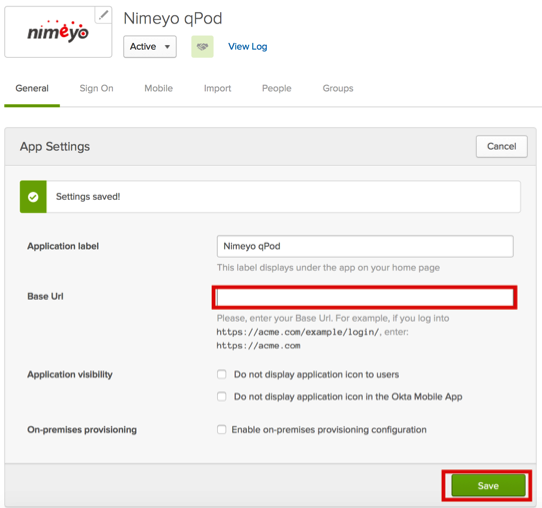 nimeyo
Nimeyo qPod
Active
View Log
General
Sign On
Mobile
Import
People
Groups
App Settings
Cancel
Settings saved!
Application label
Nimeyo qPod
This label displays under the app on your home page
Base Url
Please, enter your Base Url. For example, if you log into
https://acme.com/example/login/, enter:
https://acme.com
Application visibility
Do not display application icon to users
Do not display application icon in the Okta Mobile App
On-premises provisioning
Enable on-premises provisioning configuration
Save